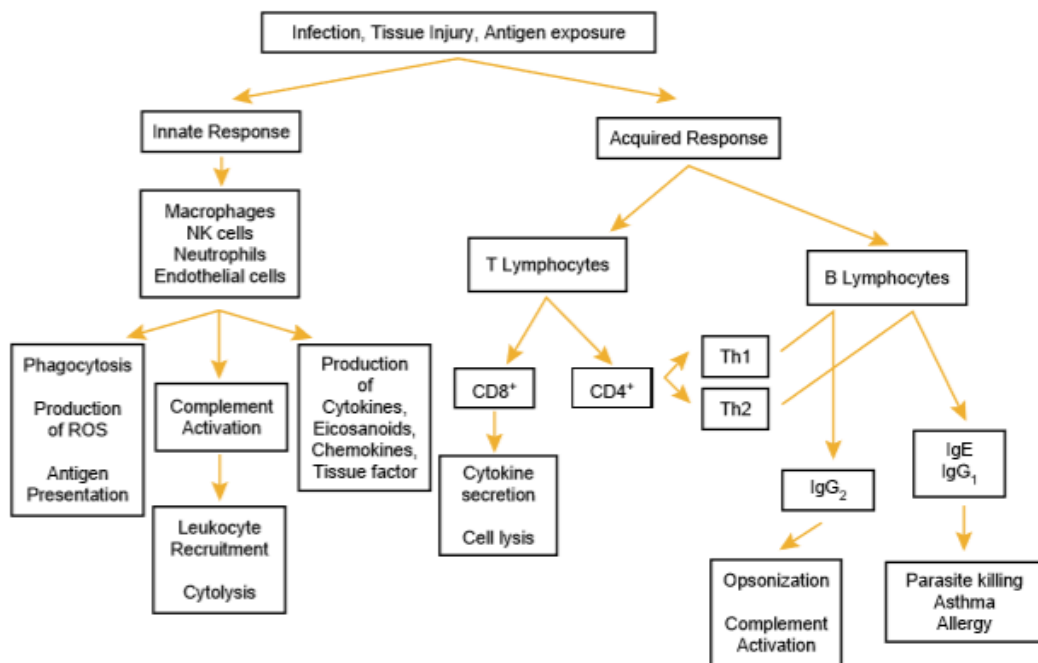 Infection, Tissue Injury, Antigen exposure
Innate Response
Acquired Response
Macrophages
NK cells
Neutrophils
Endothelial cells
T Lymphocytes
B Lymphocytes
Phagocytosis
Production
of ROS
Antigen
Presentation
Complement
Activation
Production
of
Cytokines,
Eicosanoids,
Chemokines,
Tissue factor
CD8⁺
CD4⁺
Th1
Th2
Leukocyte
Recruitment
Cytolysis
Cytokine
secretion
Cell lysis
IgG₂
IgE
IgG₁
Opsonization
Complement
Activation
Parasite killing
Asthma
Allergy